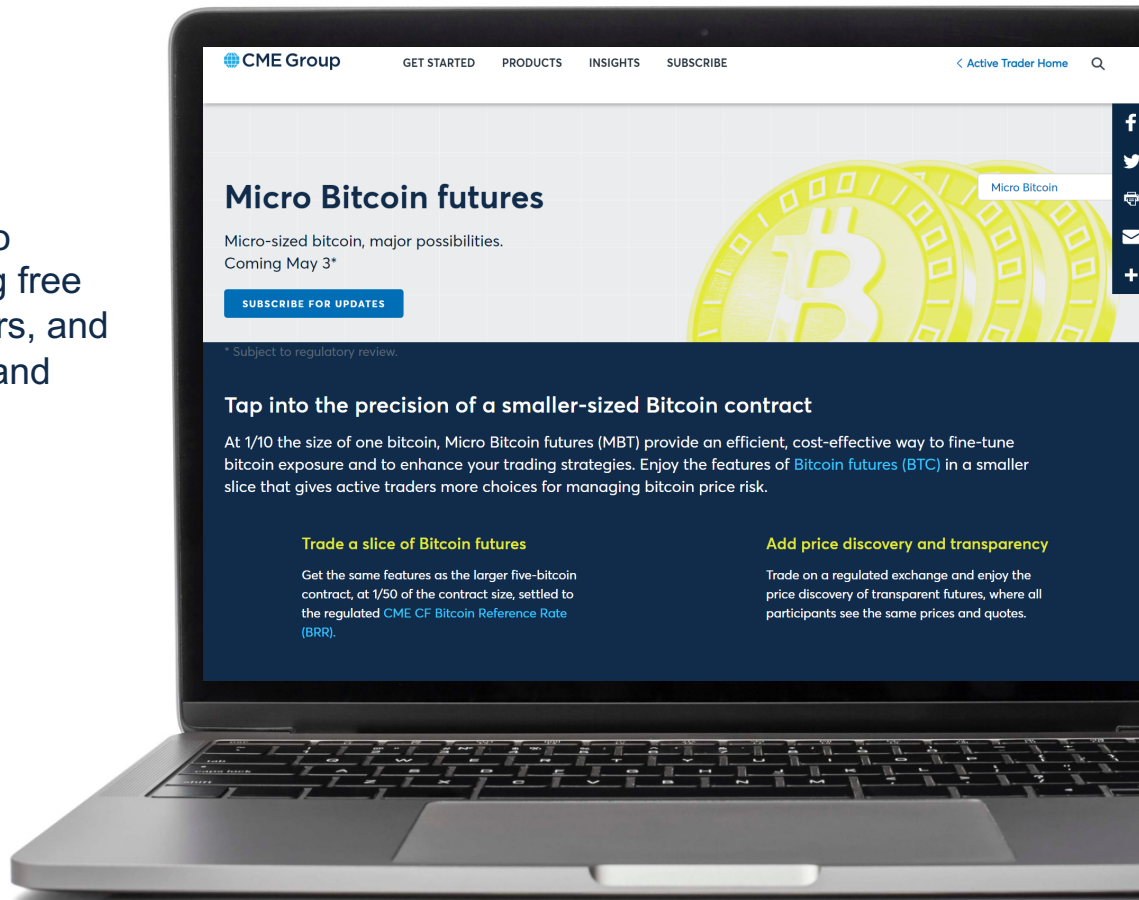 CME Group
GET STARTED PRODUCTS INSIGHTS SUBSCRIBE
< Active Trader Home
Micro Bitcoin futures
Micro Bitcoin
Micro-sized bitcoin, major possibilities.
Coming May 3*
SUBSCRIBE FOR UPDATES
* Subject to regulatory review.
free
and
and
Tap into the precision of a smaller-sized Bitcoin contract
At 1/10 the size of one bitcoin, Micro Bitcoin futures (MBT) provide an efficient, cost-effective way to fine-tune
bitcoin exposure and to enhance your trading strategies. Enjoy the features of Bitcoin futures (BTC) in a smaller
slice that gives active traders more choices for managing bitcoin price risk.
Trade a slice of Bitcoin futures
Get the same features as the larger five-bitcoin
contract, at 1/50 of the contract size, settled to
the regulated CME CF Bitcoin Reference Rate
(BRR).
Add price discovery and transparency
Trade on a regulated exchange and enjoy the
price discovery of transparent futures, where all
participants see the same prices and quotes.